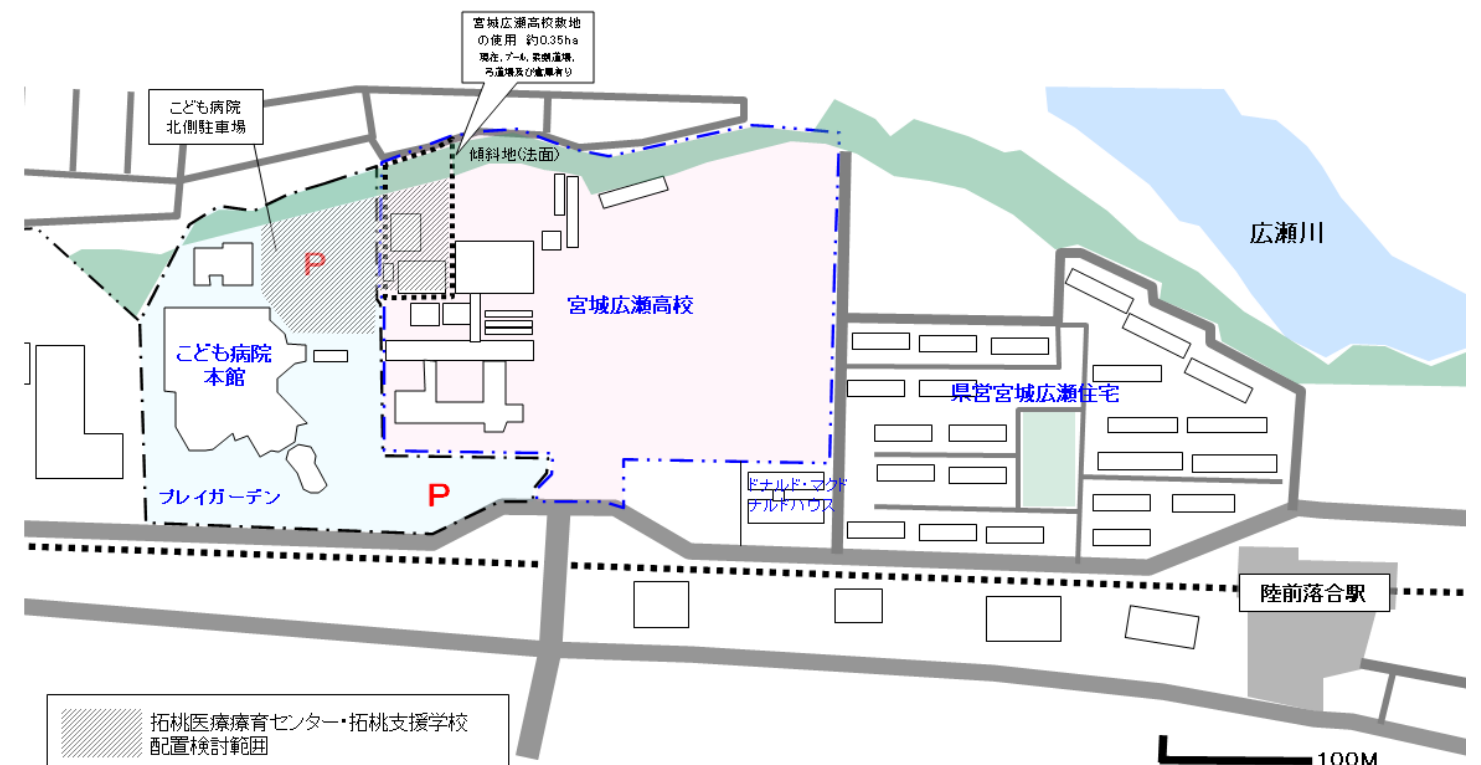 宮城広瀬高校敷地
の使用 約0.35ha
現在、プール、柔剣道場、
弓道場及び倉庫有り
こども病院
北側駐車場
傾斜地(法面)
広瀬川
P
宮城広瀬高校
こども病院
本館
県営宮城広瀬住宅
プレイガーデン
P
ドナルド・マクド
ナルドハウス
陸前落合駅
拓桃医療療育センター・拓桃支援学校
配置検討範囲
100M